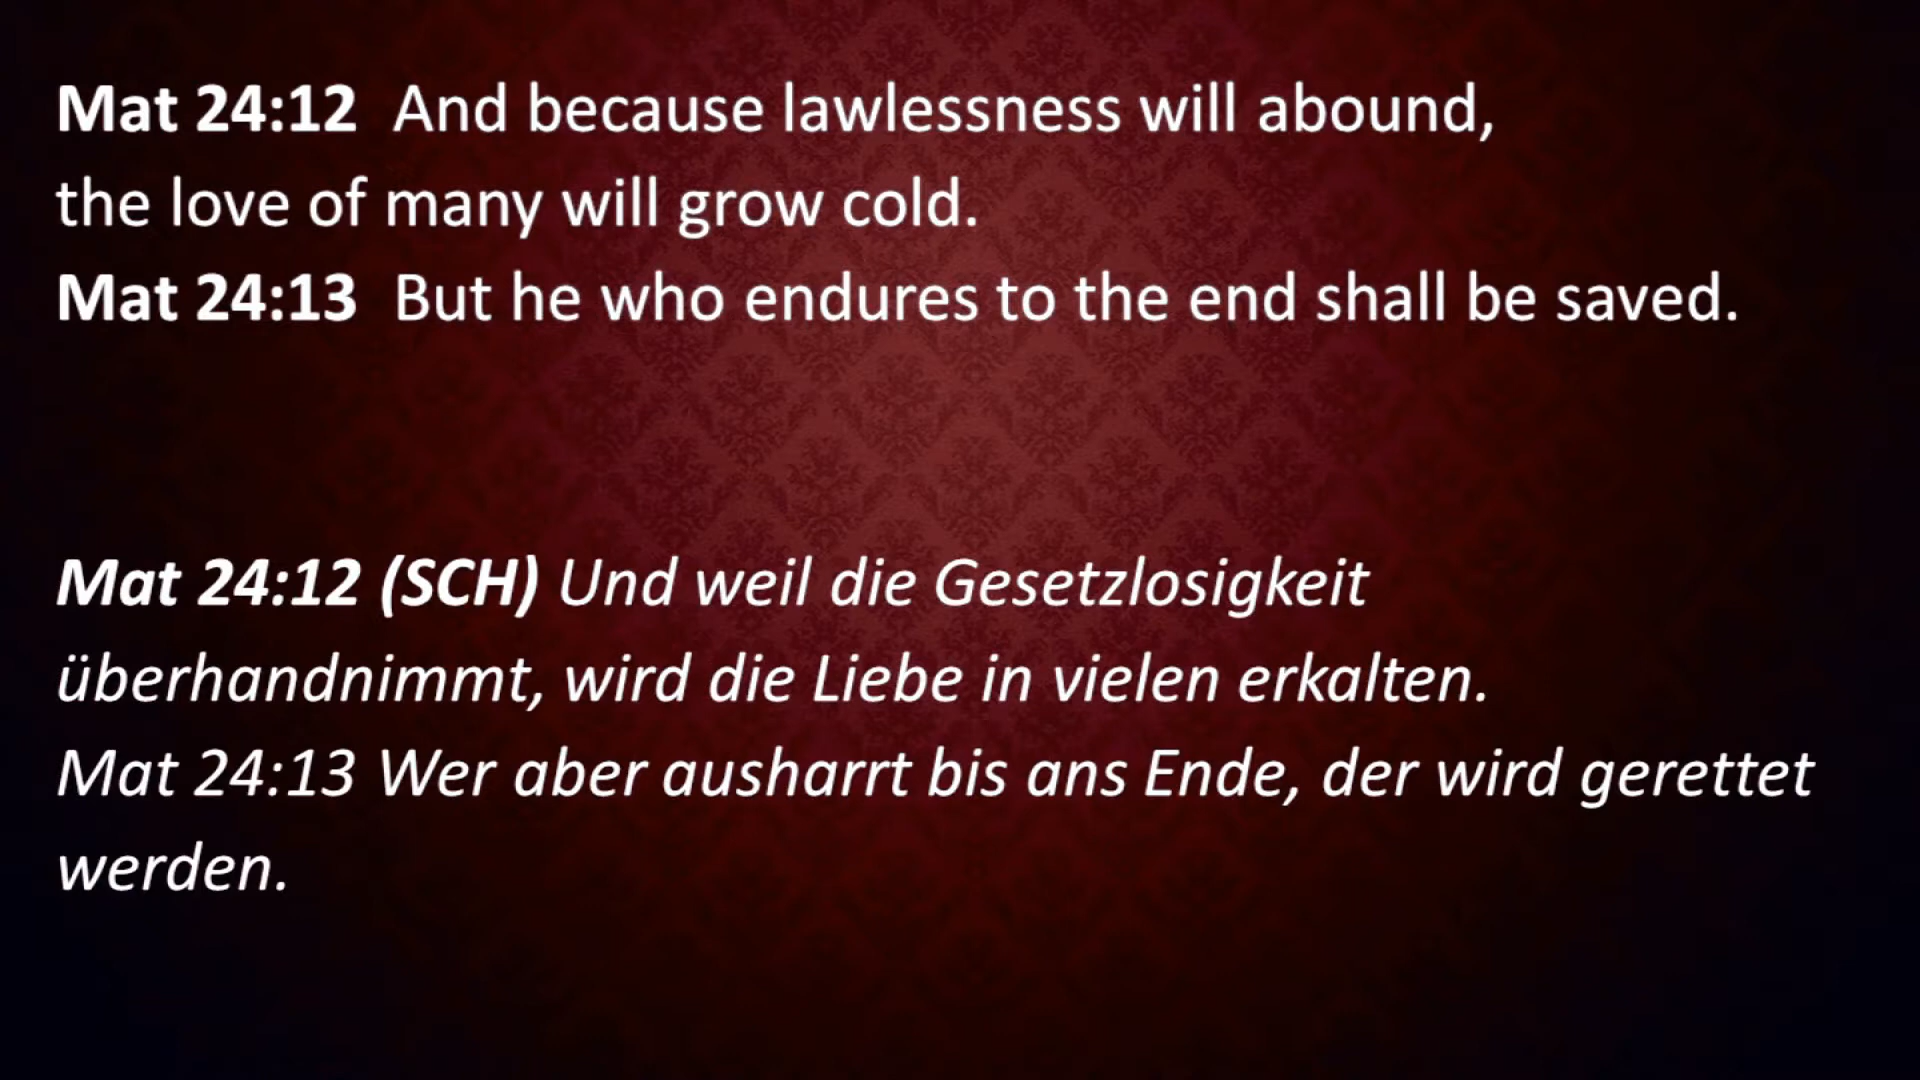 Mat 24:12  And because lawlessness will abound,
the love of many will grow cold.
Mat 24:13  But he who endures to the end shall be saved.
Mat 24:12 (SCH) Und weil die Gesetzlosigkeit
überhandnimmt, wird die Liebe in vielen erkalten.
Mat 24:13 Wer aber ausharrt bis ans Ende, der wird gerettet
werden.